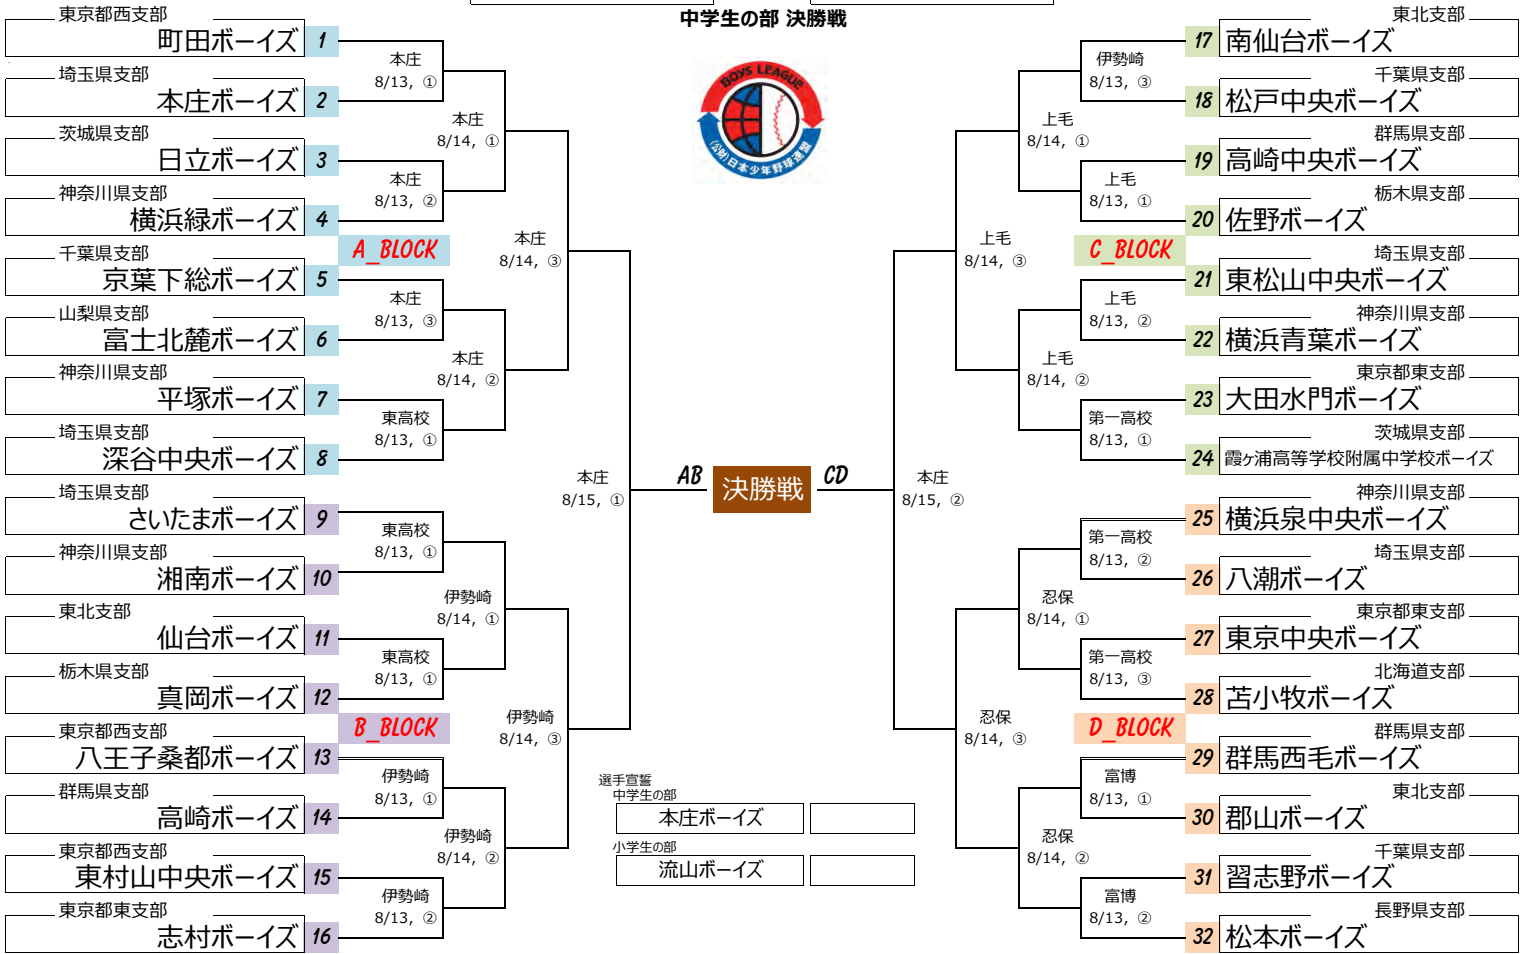 中学生の部 決勝戦
BOYS LEAGUE
(公財)日本少年野球連盟
東京都西支部
町田ボーイズ 1
埼玉県支部
本庄ボーイズ 2
茨城県支部
日立ボーイズ 3
神奈川県支部
横浜緑ボーイズ 4
A_BLOCK
千葉県支部
京葉下総ボーイズ 5
山梨県支部
富士北麓ボーイズ 6
神奈川県支部
平塚ボーイズ 7
埼玉県支部
深谷中央ボーイズ 8
埼玉県支部
さいたまボーイズ 9
神奈川県支部
湘南ボーイズ 10
東北支部
仙台ボーイズ 11
栃木県支部
真岡ボーイズ 12
B_BLOCK
東京都西支部
八王子桑都ボーイズ 13
群馬県支部
高崎ボーイズ 14
東京都西支部
東村山中央ボーイズ 15
東京都東支部
志村ボーイズ 16
本庄
8/13, ①
本庄
8/13, ②
本庄
8/13, ③
東高校
8/13, ①
東高校
8/13, ①
東高校
8/13, ①
伊勢崎
8/13, ①
伊勢崎
8/13, ②
本庄
8/14, ①
本庄
8/14, ②
伊勢崎
8/14, ①
伊勢崎
8/14, ②
本庄
8/14, ③
伊勢崎
8/14, ③
本庄
8/15, ①
AB 決勝戦 CD
本庄
8/15, ②
上毛
8/14, ③
忍保
8/14, ③
上毛
8/14, ①
上毛
8/14, ②
忍保
8/14, ①
忍保
8/14, ②
伊勢崎
8/13, ③
上毛
8/13, ①
上毛
8/13, ②
第一高校
8/13, ①
第一高校
8/13, ②
第一高校
8/13, ③
富博
8/13, ①
富博
8/13, ②
東北支部
17 南仙台ボーイズ
千葉県支部
18 松戸中央ボーイズ
群馬県支部
19 高崎中央ボーイズ
栃木県支部
20 佐野ボーイズ
C_BLOCK
埼玉県支部
21 東松山中央ボーイズ
神奈川県支部
22 横浜青葉ボーイズ
東京都東支部
23 大田水門ボーイズ
茨城県支部
24 霞ヶ浦高等学校附属中学校ボーイズ
神奈川県支部
25 横浜泉中央ボーイズ
埼玉県支部
26 八潮ボーイズ
東京都東支部
27 東京中央ボーイズ
北海道支部
28 苫小牧ボーイズ
D_BLOCK
群馬県支部
29 群馬西毛ボーイズ
東北支部
30 郡山ボーイズ
千葉県支部
31 習志野ボーイズ
長野県支部
32 松本ボーイズ
選手宣誓
中学生の部
本庄ボーイズ
小学生の部
流山ボーイズ